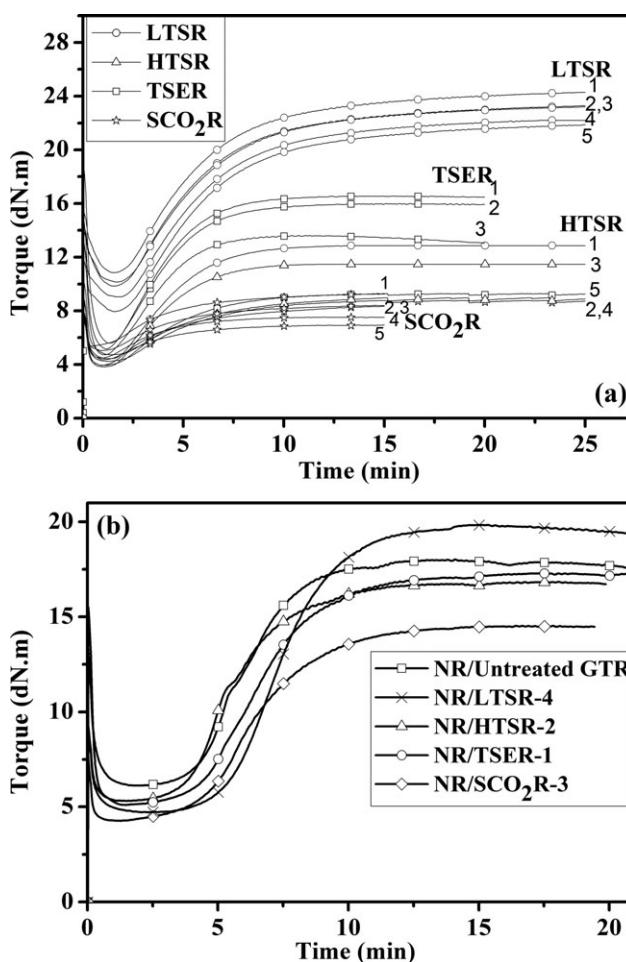 LTSR
HTSR
TSER
SCO₂R
LTSR
1
2,3
4
5
TSER
1
2
3
HTSR
1
3
5
2,4
1
2,3
4
5
SCO₂R
(a)
28
24
20
16
12
8
4
0
Torque (dN.m)
0 5 10 15 20 25
Time (min)
(b)
20
15
10
5
0
Torque (dN.m)
NR/Untreated GTR
NR/LTSR-4
NR/HTSR-2
NR/TSER-1
NR/SCO₂R-3
0 5 10 15 20
Time (min)